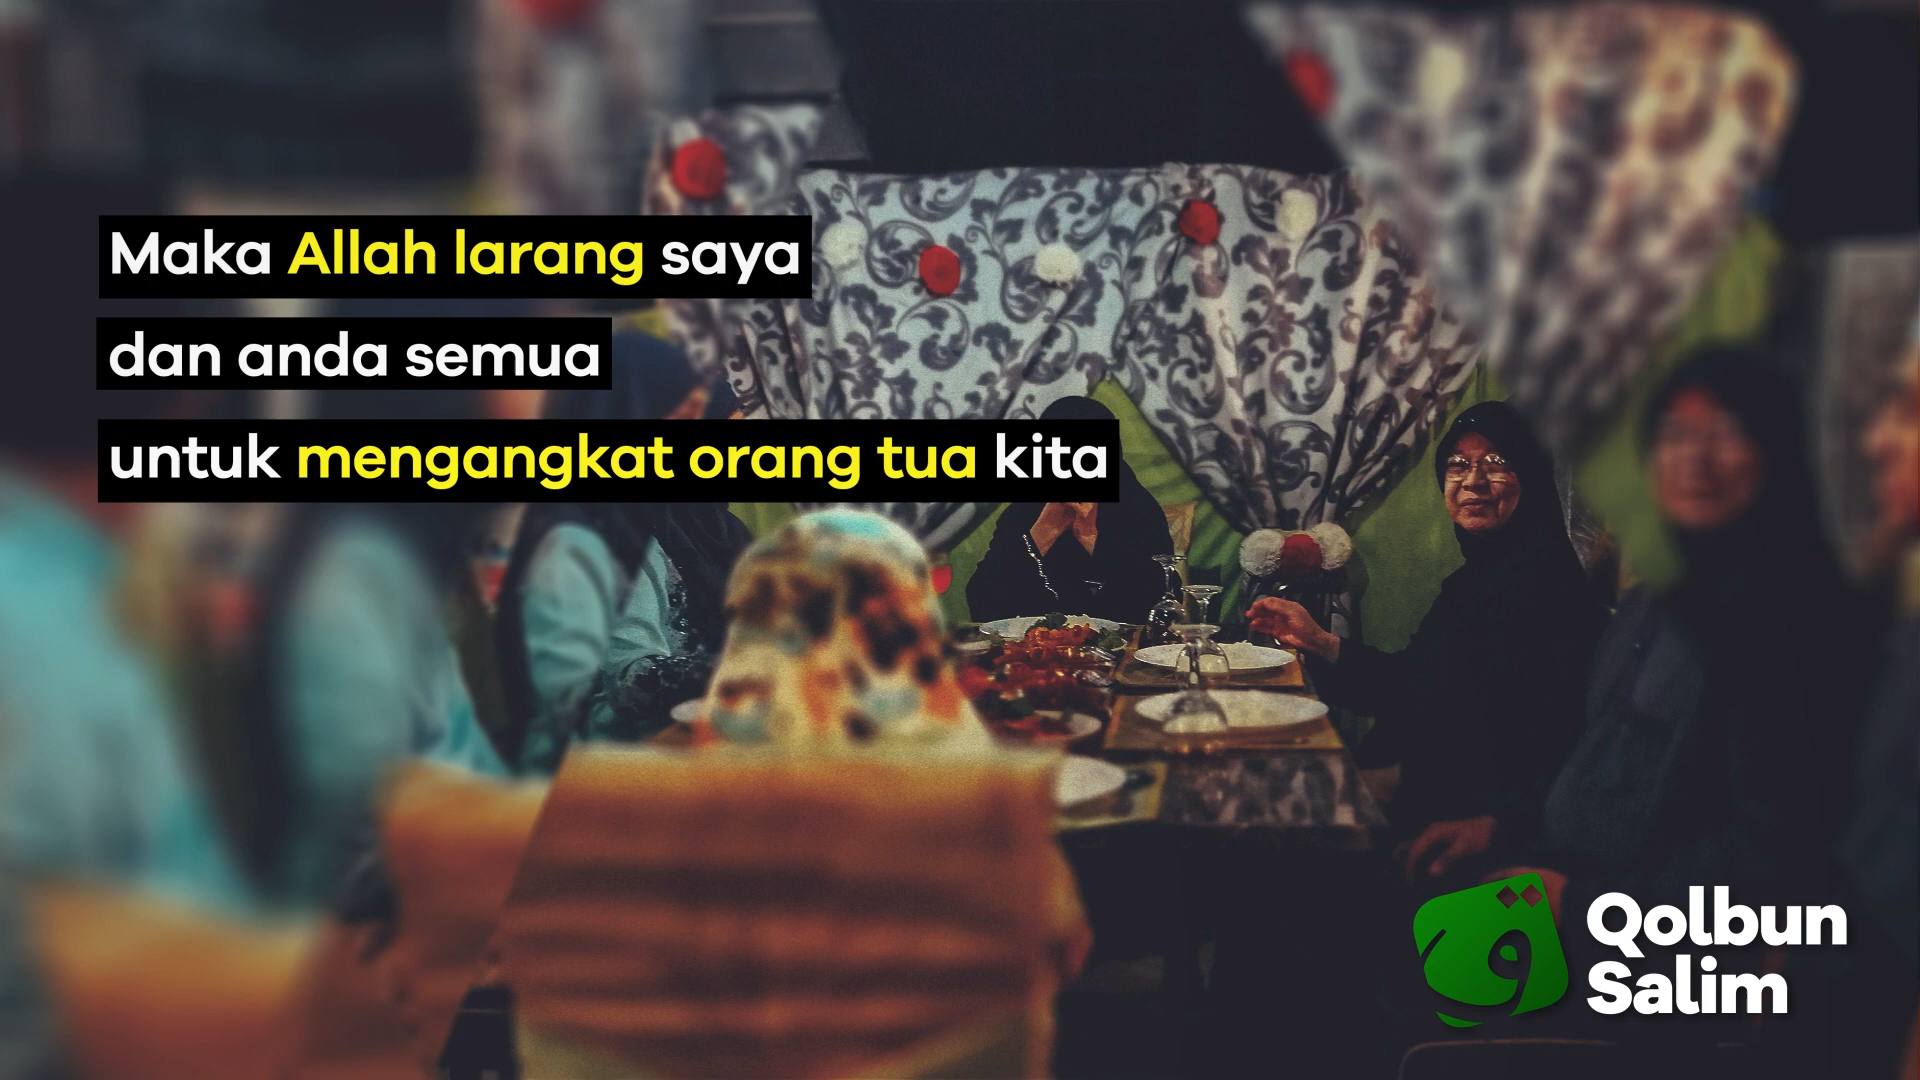 Maka Allah larang saya
dan anda semua
untuk mengangkat orang tua kita
Qolbun
Salim